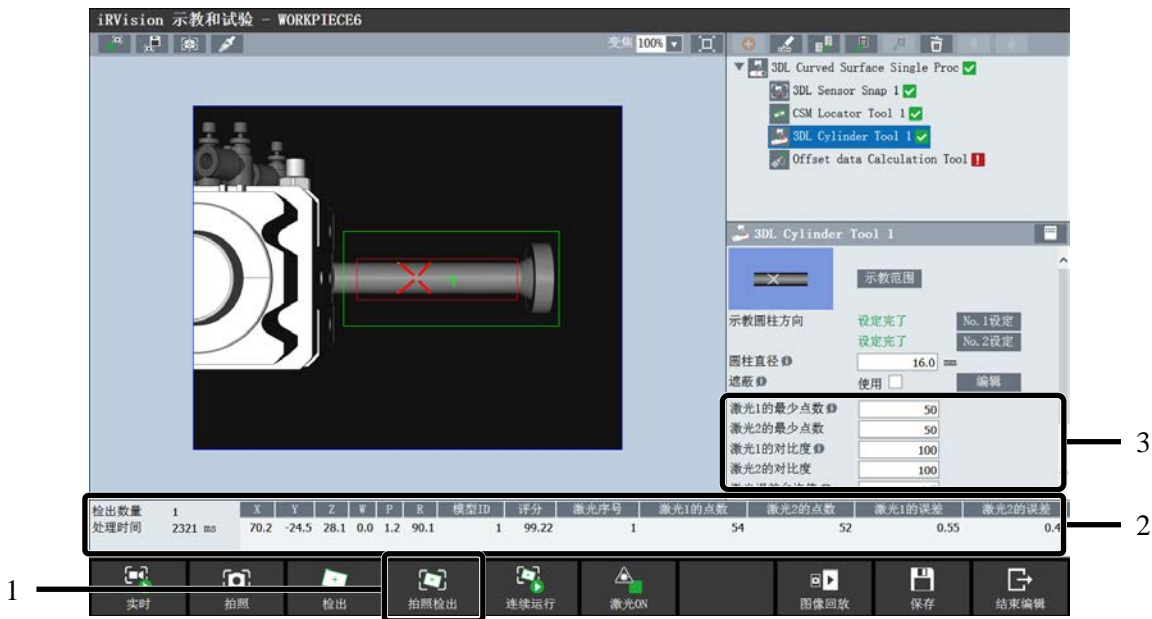 iRVision 示教和试验 - WORKPIECE6
变焦 100%
3DL Curved Surface Single Proc
3DL Sensor Snap 1
CSM Locator Tool 1
3DL Cylinder Tool 1
Offset data Calculation Tool
3DL Cylinder Tool 1
示教范围
示教圆柱方向 设定完了 No.1设定
设定完了 No.2设定
圆柱直径 16.0 mm
遮蔽 使用 编辑
激光1的最少点数 50
激光2的最少点数 50
激光1的对比度 100
激光2的对比度 100
3
检出数量 1 X Y Z W P R 模型ID 评分 激光序号 激光1的点数 激光2的点数 激光1的误差 激光2的误差
处理时间 2321 ms 70.2 -24.5 28.1 0.0 1.2 90.1 1 99.22 1 54 52 0.55 0.4
2
1
实时 拍照 检出 拍照检出 连续运行 激光ON 图像回放 保存 结束编辑